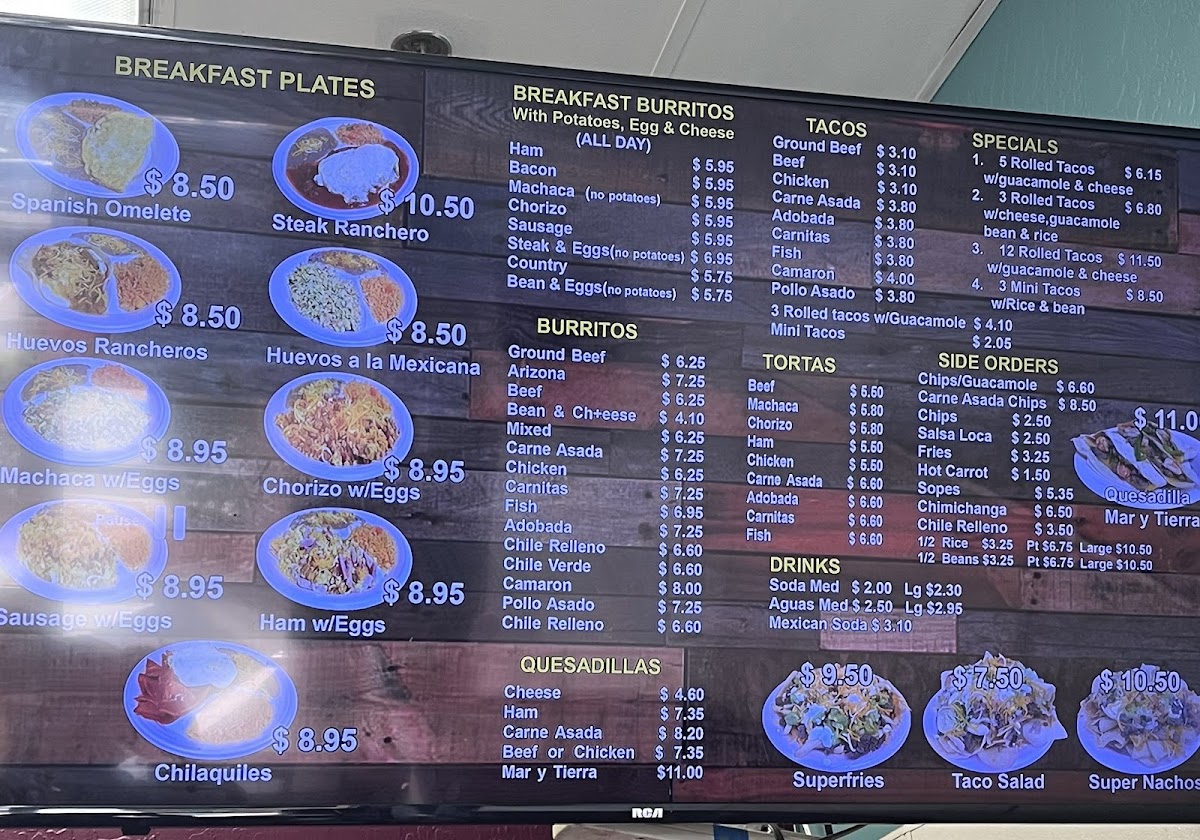 BREAKFAST PLATES
$ 8.50
Spanish Omelete
$ 10.50
Steak Ranchero
$ 8.50
Huevos Rancheros
$ 8.50
Huevos a la Mexicana
$ 8.95
Machaca w/Eggs
$ 8.95
Chorizo w/Eggs
Pause
$ 8.95
Sausage w/Eggs
$ 8.95
Ham w/Eggs
$ 8.95
Chilaquiles
BREAKFAST BURRITOS
With Potatoes, Egg & Cheese
(ALL DAY)
Ham $ 5.95
Bacon $ 5.95
Machaca (no potatoes) $ 5.95
Chorizo $ 5.95
Sausage $ 5.95
Steak & Eggs(no potatoes) $ 6.95
Country $ 5.75
Bean & Eggs(no potatoes) $ 5.75
BURRITOS
Ground Beef $ 6.25
Arizona $ 7.25
Beef $ 6.25
Bean & Ch+eese $ 4.10
Mixed $ 6.25
Carne Asada $ 7.25
Chicken $ 6.25
Carnitas $ 7.25
Fish $ 6.95
Adobada $ 7.25
Chile Relleno $ 6.60
Chile Verde $ 6.60
Camaron $ 8.00
Pollo Asado $ 7.25
Chile Relleno $ 6.60
QUESADILLAS
Cheese $ 4.60
Ham $ 7.35
Carne Asada $ 8.20
Beef or Chicken $ 7.35
Mar y Tierra $11.00
TACOS
Ground Beef $ 3.10
Beef $ 3.10
Chicken $ 3.10
Carne Asada $ 3.80
Adobada $ 3.80
Carnitas $ 3.80
Fish $ 3.80
Camaron $ 4.00
Pollo Asado $ 3.80
3 Rolled tacos w/Guacamole $ 4.10
Mini Tacos $ 2.05
TORTAS
Beef $ 5.50
Machaca $ 5.80
Chorizo $ 5.80
Ham $ 5.50
Chicken $ 5.50
Carne Asada $ 6.60
Adobada $ 6.60
Carnitas $ 6.60
Fish $ 6.60
DRINKS
Soda Med $ 2.00 Lg $2.30
Aguas Med $ 2.50 Lg $2.95
Mexican Soda $ 3.10
SPECIALS
1. 5 Rolled Tacos $ 6.15
w/guacamole & cheese
2. 3 Rolled Tacos $ 6.80
w/cheese,guacamole
bean & rice
3. 12 Rolled Tacos $ 11.50
w/guacamole & cheese
4. 3 Mini Tacos $ 8.50
w/Rice & bean
SIDE ORDERS
Chips/Guacamole $ 6.60
Carne Asada Chips $ 8.50
Chips $ 2.50
Salsa Loca $ 2.50
Fries $ 3.25
Hot Carrot $ 1.50
Sopes $ 5.35
Chimichanga $ 6.50
Chile Relleno $ 3.50
1/2 Rice $3.25 Pt $6.75 Large $10.50
1/2 Beans $3.25 Pt $6.75 Large $10.50
$ 11.0
Quesadilla
Mar y Tierra
$ 9.50
Superfries
$ 7.50
Taco Salad
$ 10.50
Super Nachos
RCA